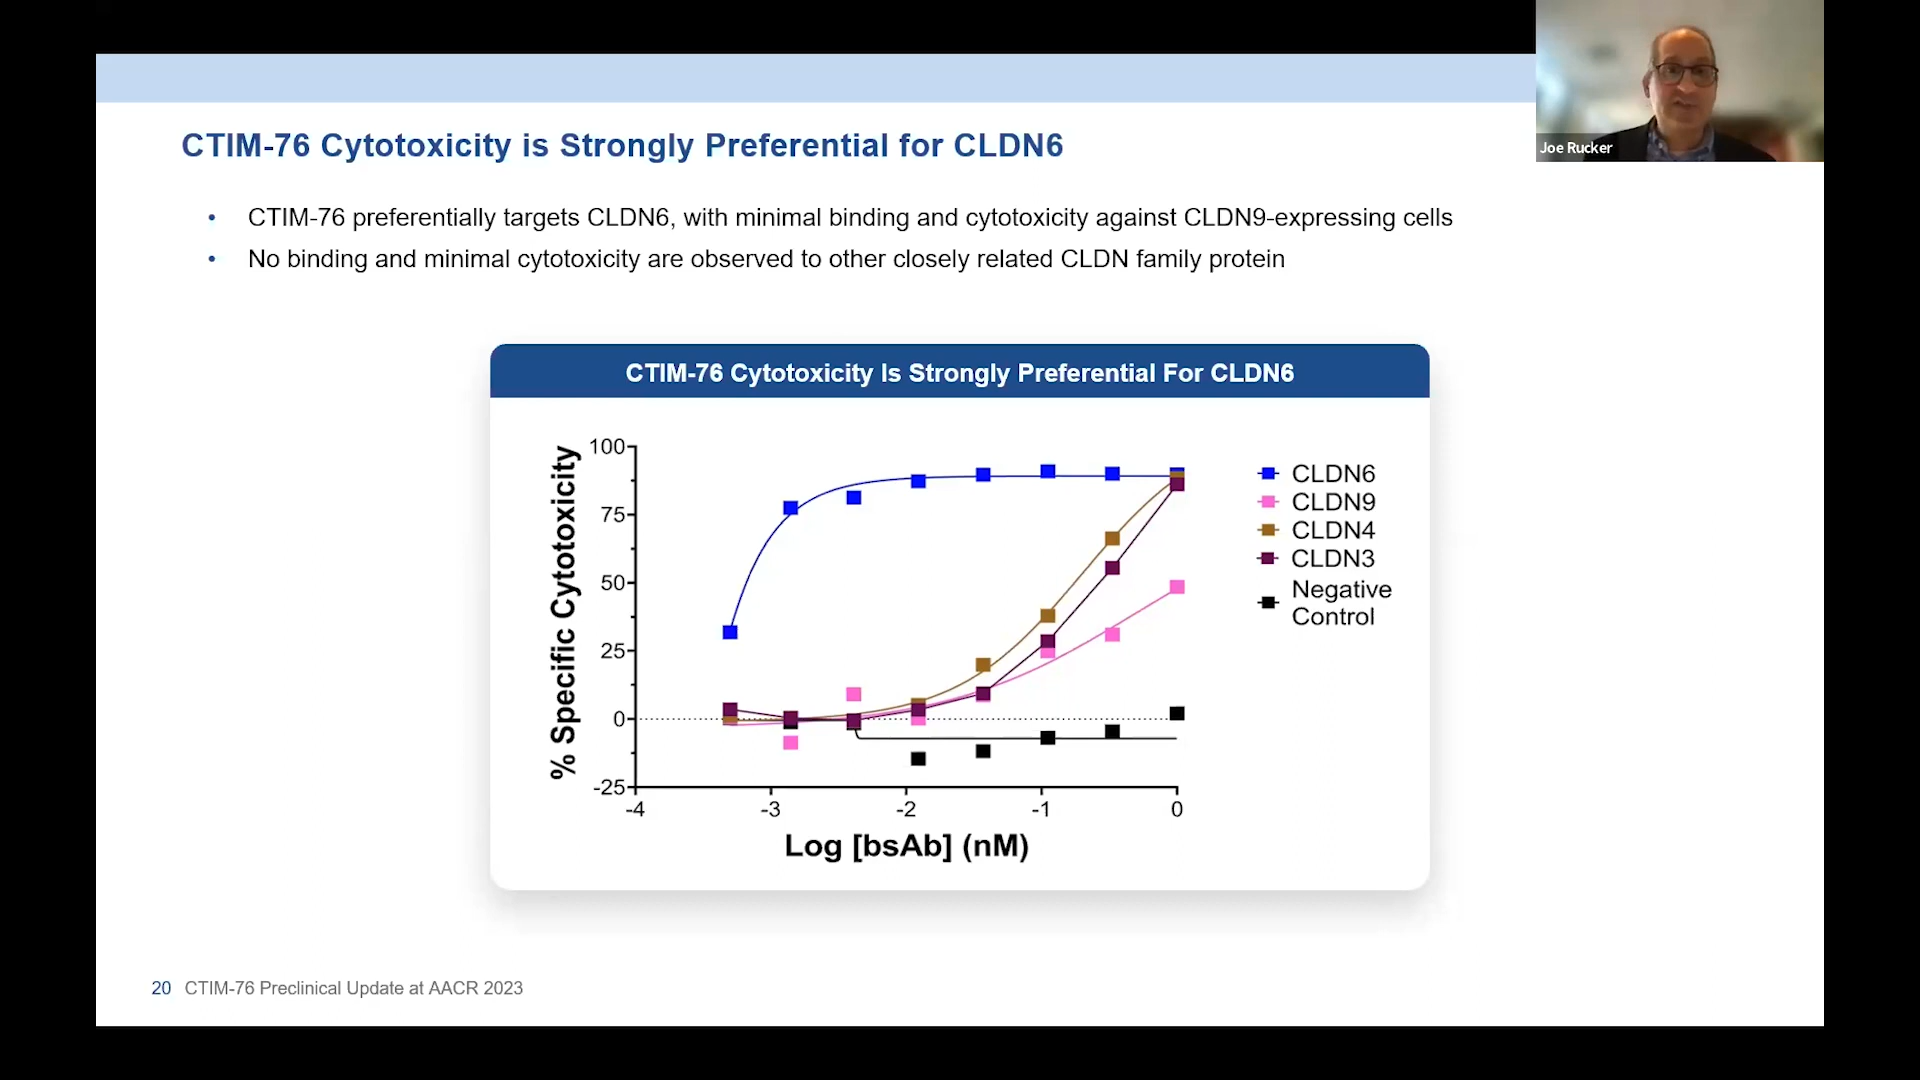 Joe Rucker
CTIM-76 Cytotoxicity is Strongly Preferential for CLDN6
• CTIM-76 preferentially targets CLDN6, with minimal binding and cytotoxicity against CLDN9-expressing cells
• No binding and minimal cytotoxicity are observed to other closely related CLDN family protein
CTIM-76 Cytotoxicity Is Strongly Preferential For CLDN6
% Specific Cytotoxicity
100
75
50
25
0
-25
-4 -3 -2 -1 0
Log [bsAb] (nM)
CLDN6
CLDN9
CLDN4
CLDN3
Negative
Control
20 CTIM-76 Preclinical Update at AACR 2023